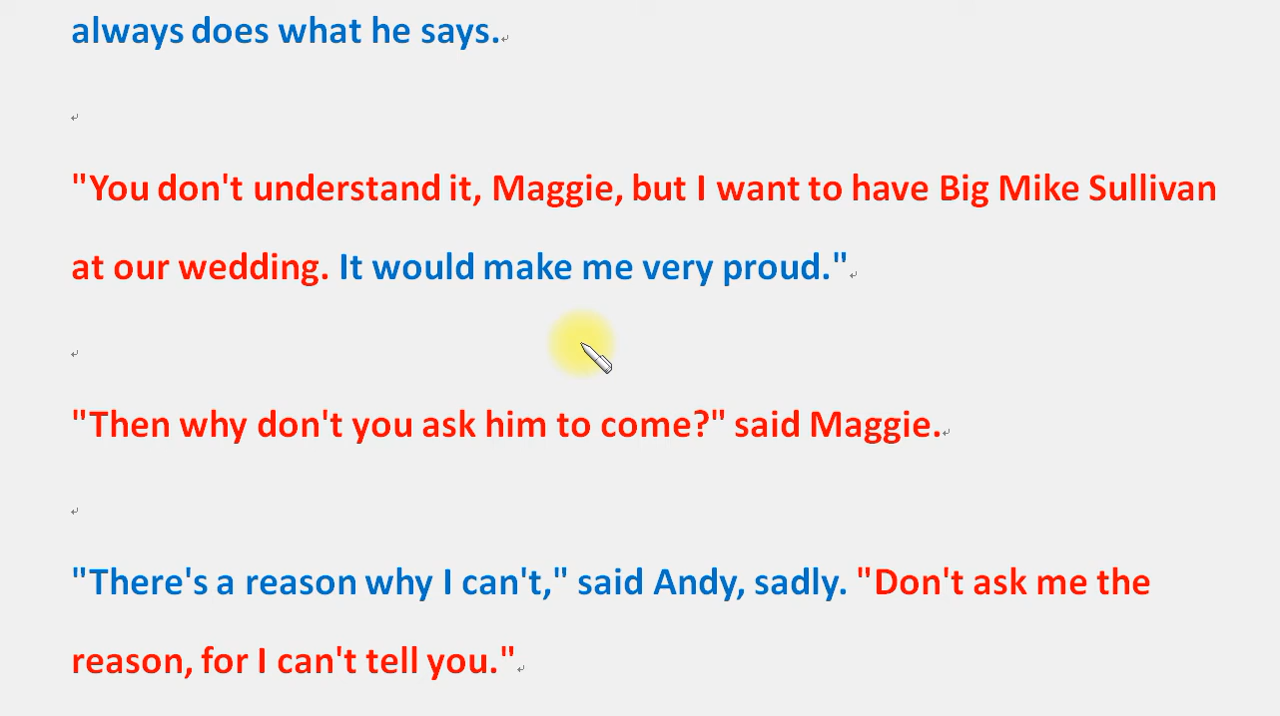 always does what he says.
"You don't understand it, Maggie, but I want to have Big Mike Sullivan
at our wedding. It would make me very proud."
"Then why don't you ask him to come?" said Maggie.
"There's a reason why I can't," said Andy, sadly. "Don't ask me the
reason, for I can't tell you."